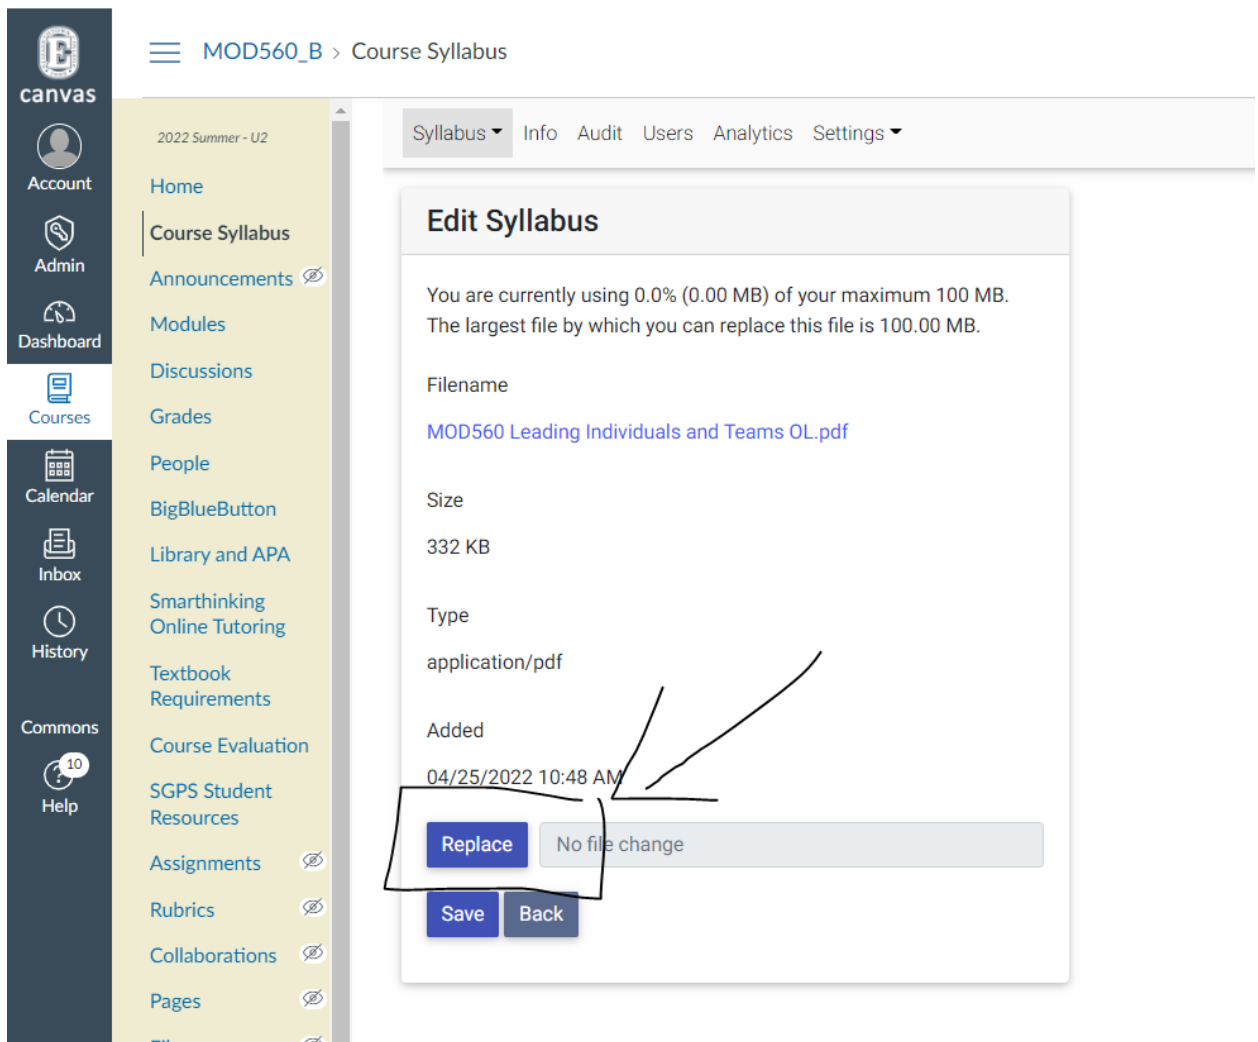 E
canvas
Account
Admin
Dashboard
Courses
Calendar
Inbox
History
Commons
10
Help
MOD560_B > Course Syllabus
2022 Summer - U2
Home
Course Syllabus
Announcements
Modules
Discussions
Grades
People
BigBlueButton
Library and APA
Smarthinking
Online Tutoring
Textbook
Requirements
Course Evaluation
SGPS Student
Resources
Assignments
Rubrics
Collaborations
Pages
Syllabus Info Audit Users Analytics Settings
Edit Syllabus
You are currently using 0.0% (0.00 MB) of your maximum 100 MB.
The largest file by which you can replace this file is 100.00 MB.
Filename
MOD560 Leading Individuals and Teams OL.pdf
Size
332 KB
Type
application/pdf
Added
04/25/2022 10:48 AM
Replace No file change
Save Back